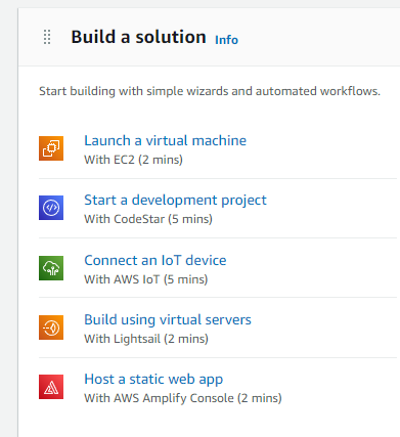 Build a solution Info
Start building with simple wizards and automated workflows.
Launch a virtual machine
With EC2 (2 mins)
Start a development project
With CodeStar (5 mins)
Connect an IoT device
With AWS IoT (5 mins)
Build using virtual servers
With Lightsail (2 mins)
Host a static web app
With AWS Amplify Console (2 mins)